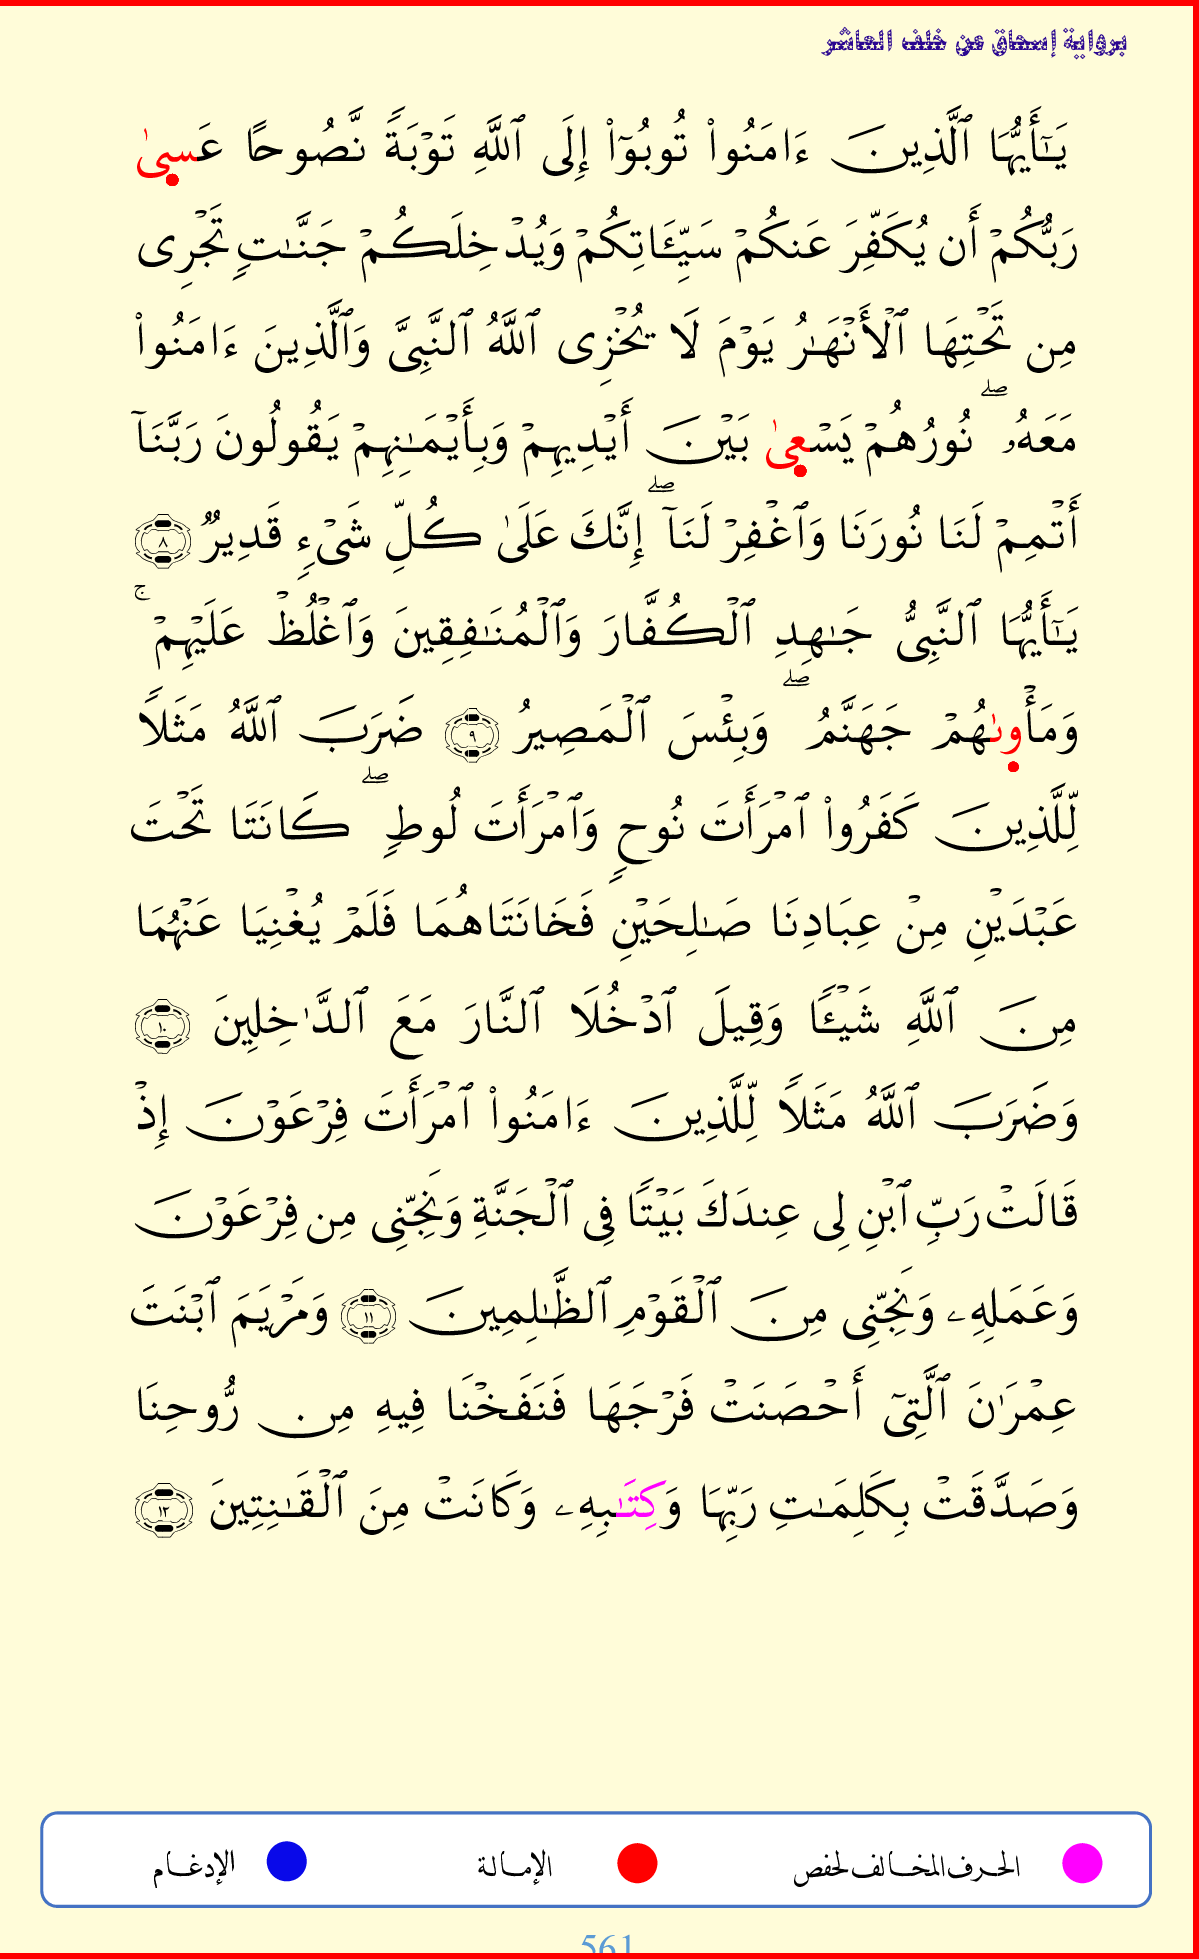 برواية إسحاق عن خلف العاشر
يَـٰٓأَيُّهَا ٱلَّذِينَ ءَامَنُوا۟ تُوبُوٓا۟ إِلَى ٱللَّهِ تَوْبَةً نَّصُوحًا عَسىٰ
رَبُّكُمْ أَن يُكَفِّرَ عَنكُمْ سَيِّـَٔاتِكُمْ وَيُدْخِلَكُمْ جَنَّـٰتٍ تَجْرِى
مِن تَحْتِهَا ٱلْأَنْهَـٰرُ يَوْمَ لَا يُخْزِى ٱللَّهُ ٱلنَّبِىَّ وَٱلَّذِينَ ءَامَنُوا۟
مَعَهُۥ ۖ نُورُهُمْ يَسْعىٰ بَيْنَ أَيْدِيهِمْ وَبِأَيْمَـٰنِهِمْ يَقُولُونَ رَبَّنَآ
أَتْمِمْ لَنَا نُورَنَا وَٱغْفِرْ لَنَآ ۖ إِنَّكَ عَلَىٰ كُلِّ شَىْءٍ قَدِيرٌ ٨
يَـٰٓأَيُّهَا ٱلنَّبِىُّ جَـٰهِدِ ٱلْكُفَّارَ وَٱلْمُنَـٰفِقِينَ وَٱغْلُظْ عَلَيْهِمْ ۚ
وَمَأْوىٰهُمْ جَهَنَّمُ ۖ وَبِئْسَ ٱلْمَصِيرُ ٩ ضَرَبَ ٱللَّهُ مَثَلًا
لِّلَّذِينَ كَفَرُوا۟ ٱمْرَأَتَ نُوحٍ وَٱمْرَأَتَ لُوطٍ ۖ كَانَتَا تَحْتَ
عَبْدَيْنِ مِنْ عِبَادِنَا صَـٰلِحَيْنِ فَخَانَتَاهُمَا فَلَمْ يُغْنِيَا عَنْهُمَا
مِنَ ٱللَّهِ شَيْـًٔا وَقِيلَ ٱدْخُلَا ٱلنَّارَ مَعَ ٱلدَّٰخِلِينَ ١٠
وَضَرَبَ ٱللَّهُ مَثَلًا لِّلَّذِينَ ءَامَنُوا۟ ٱمْرَأَتَ فِرْعَوْنَ إِذْ
قَالَتْ رَبِّ ٱبْنِ لِى عِندَكَ بَيْتًا فِى ٱلْجَنَّةِ وَنَجِّنِى مِن فِرْعَوْنَ
وَعَمَلِهِۦ وَنَجِّنِى مِنَ ٱلْقَوْمِ ٱلظَّـٰلِمِينَ ١١ وَمَرْيَمَ ٱبْنَتَ
عِمْرَٰنَ ٱلَّتِىٓ أَحْصَنَتْ فَرْجَهَا فَنَفَخْنَا فِيهِ مِن رُّوحِنَا
وَصَدَّقَتْ بِكَلِمَـٰتِ رَبِّهَا وَكِتَـٰبِهِۦ وَكَانَتْ مِنَ ٱلْقَـٰنِتِينَ ١٢
الحرف المخالف لحفص الإمالة الإدغام
561